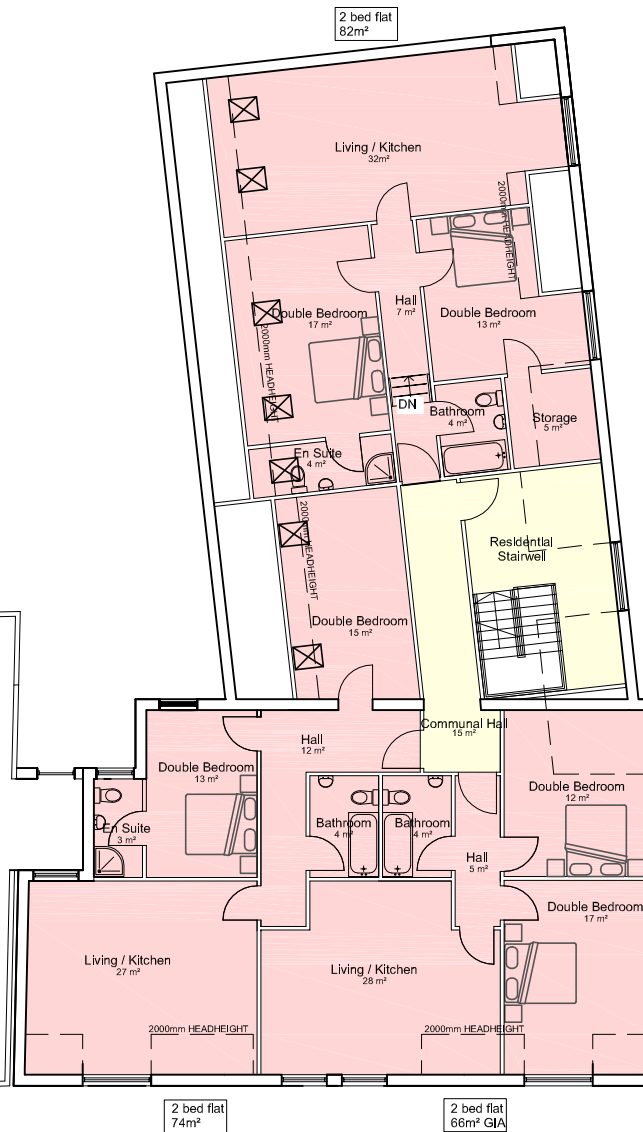 2 bed flat
82m²
Living / Kitchen
32m²
2000mm HEADHEIGHT
Double Bedroom
17 m²
Hall
7 m²
Double Bedroom
13 m²
2000mm HEADHEIGHT
DN
Bathroom
4 m²
Storage
5 m²
En Suite
4 m²
2000mm HEADHEIGHT
Residential
Stairwell
Double Bedroom
15 m²
Communal Hall
15 m²
Hall
12 m²
Double Bedroom
13 m²
Double Bedroom
12 m²
En Suite
3 m²
Bathroom
4 m²
Bathroom
4 m²
Hall
5 m²
Double Bedroom
17 m²
Living / Kitchen
27 m²
Living / Kitchen
28 m²
2000mm HEADHEIGHT
2000mm HEADHEIGHT
2 bed flat
74m²
2 bed flat
66m² GIA